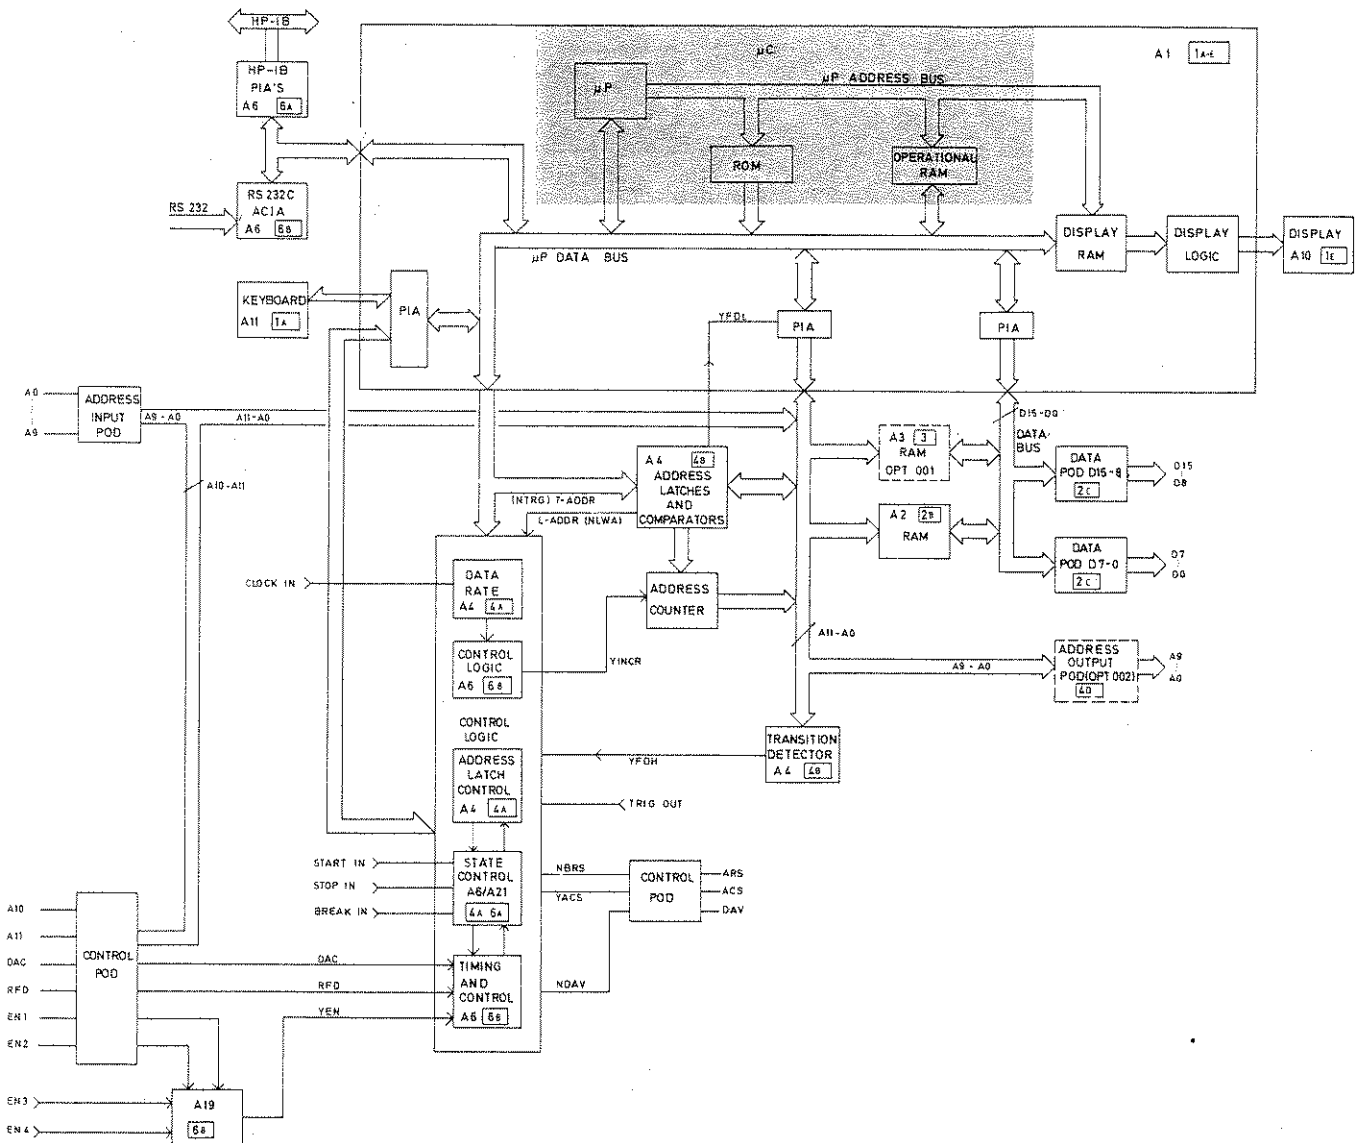 HP-IB
HP-IB
PIA'S
A6 6A
RS 232
RS 232C
ACIA
A6 6B
µC
A1 1A-E
µP
µP ADDRESS BUS
ROM
OPERATIONAL
RAM
µP DATA BUS
DISPLAY
RAM
DISPLAY
LOGIC
DISPLAY
A10 1E
KEYBOARD
A11 1A
PIA
YFDL
PIA
PIA
A0
A9
ADDRESS
INPUT
POD
A9-A0
A11-A0
A10-A11
A4 4B
ADDRESS
LATCHES
AND
COMPARATORS
(NTRG) T-ADDR
L-ADDR (NLWA)
A3 3
RAM
OPT 001
A2 2B
RAM
D15-D0
DATA
BUS
DATA
POD D15-8
2C
D15
D8
DATA
POD D7-0
2C
D7
D0
CLOCK IN
DATA
RATE
A4 4A
CONTROL
LOGIC
A6 6B
YINCR
ADDRESS
COUNTER
A11-A0
A9-A0
ADDRESS
OUTPUT
POD(OPT 002)
4D
A9
A0
CONTROL
LOGIC
ADDRESS
LATCH
CONTROL
A4 4A
YFDH
TRANSITION
DETECTOR
A4 4B
TRIG OUT
START IN
STOP IN
BREAK IN
STATE
CONTROL
A6/A21
4A 6A
NBRS
YACS
NDAV
CONTROL
POD
ARS
ACS
DAV
A10
A11
DAC
RFD
EN1
EN2
CONTROL
POD
DAC
RFD
YEN
TIMING
AND
CONTROL
A6 6B
EN3
EN4
A19
6B